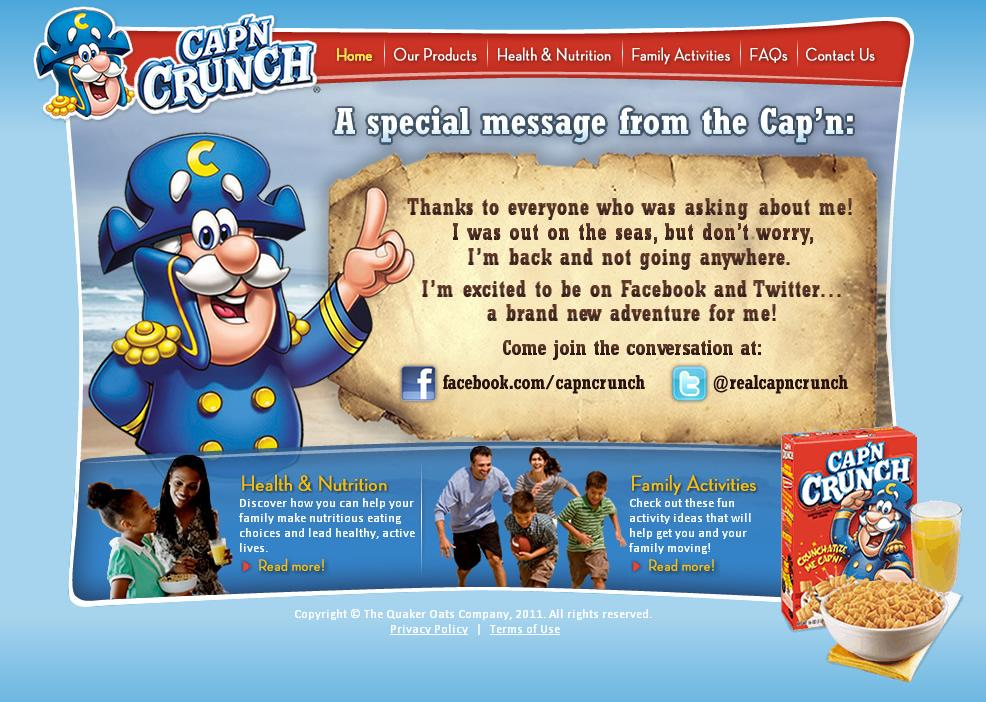 CAP'N
CRUNCH®
Home
Our Products
Health & Nutrition
Family Activities
FAQs
Contact Us
A special message from the Cap'n:
Thanks to everyone who was asking about me!
I was out on the seas, but don't worry,
I'm back and not going anywhere.
I'm excited to be on Facebook and Twitter...
a brand new adventure for me!
Come join the conversation at:
facebook.com/capncrunch
@realcapncrunch
Health & Nutrition
Discover how you can help your
family make nutritious eating
choices and lead healthy, active
lives.
Read more!
Family Activities
Check out these fun
activity ideas that will
help get you and your
family moving!
Read more!
CAP'N
CRUNCH
CRUNCH-ATIZE
ME CAP'N!
Copyright © The Quaker Oats Company, 2011. All rights reserved.
Privacy Policy | Terms of Use